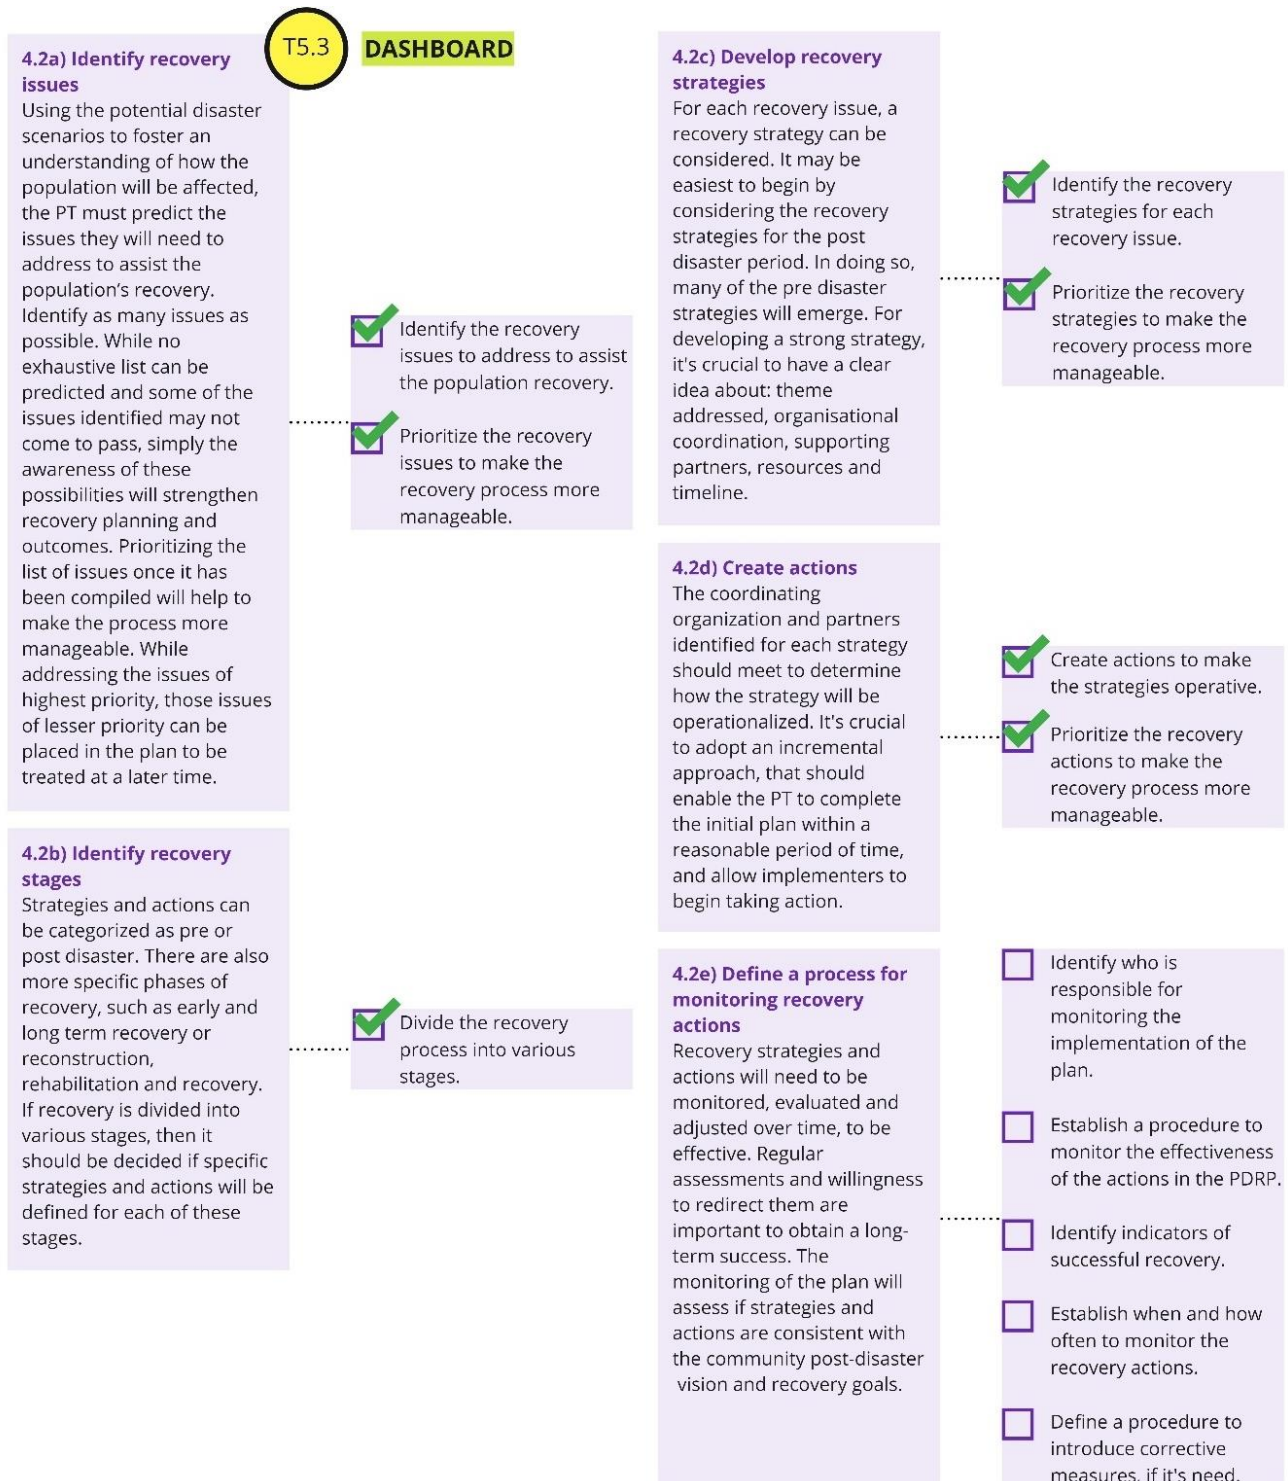 T5.3
DASHBOARD
4.2a) Identify recovery
issues
Using the potential disaster
scenarios to foster an
understanding of how the
population will be affected,
the PT must predict the
issues they will need to
address to assist the
population's recovery.
Identify as many issues as
possible. While no
exhaustive list can be
predicted and some of the
issues identified may not
come to pass, simply the
awareness of these
possibilities will strengthen
recovery planning and
outcomes. Prioritizing the
list of issues once it has
been compiled will help to
make the process more
manageable. While
addressing the issues of
highest priority, those issues
of lesser priority can be
placed in the plan to be
treated at a later time.
Identify the recovery
issues to address to assist
the population recovery.
Prioritize the recovery
issues to make the
recovery process more
manageable.
4.2b) Identify recovery
stages
Strategies and actions can
be categorized as pre or
post disaster. There are also
more specific phases of
recovery, such as early and
long term recovery or
reconstruction,
rehabilitation and recovery.
If recovery is divided into
various stages, then it
should be decided if specific
strategies and actions will be
defined for each of these
stages.
Divide the recovery
process into various
stages.
4.2c) Develop recovery
strategies
For each recovery issue, a
recovery strategy can be
considered. It may be
easiest to begin by
considering the recovery
strategies for the post
disaster period. In doing so,
many of the pre disaster
strategies will emerge. For
developing a strong strategy,
it's crucial to have a clear
idea about: theme
addressed, organisational
coordination, supporting
partners, resources and
timeline.
Identify the recovery
strategies for each
recovery issue.
Prioritize the recovery
strategies to make the
recovery process more
manageable.
4.2d) Create actions
The coordinating
organization and partners
identified for each strategy
should meet to determine
how the strategy will be
operationalized. It's crucial
to adopt an incremental
approach, that should
enable the PT to complete
the initial plan within a
reasonable period of time,
and allow implementers to
begin taking action.
Create actions to make
the strategies operative.
Prioritize the recovery
actions to make the
recovery process more
manageable.
4.2e) Define a process for
monitoring recovery
actions
Recovery strategies and
actions will need to be
monitored, evaluated and
adjusted over time, to be
effective. Regular
assessments and willingness
to redirect them are
important to obtain a long-
term success. The
monitoring of the plan will
assess if strategies and
actions are consistent with
the community post-disaster
vision and recovery goals.
Identify who is
responsible for
monitoring the
implementation of the
plan.
Establish a procedure to
monitor the effectiveness
of the actions in the PDRP.
Identify indicators of
successful recovery.
Establish when and how
often to monitor the
recovery actions.
Define a procedure to
introduce corrective
measures, if it's need.